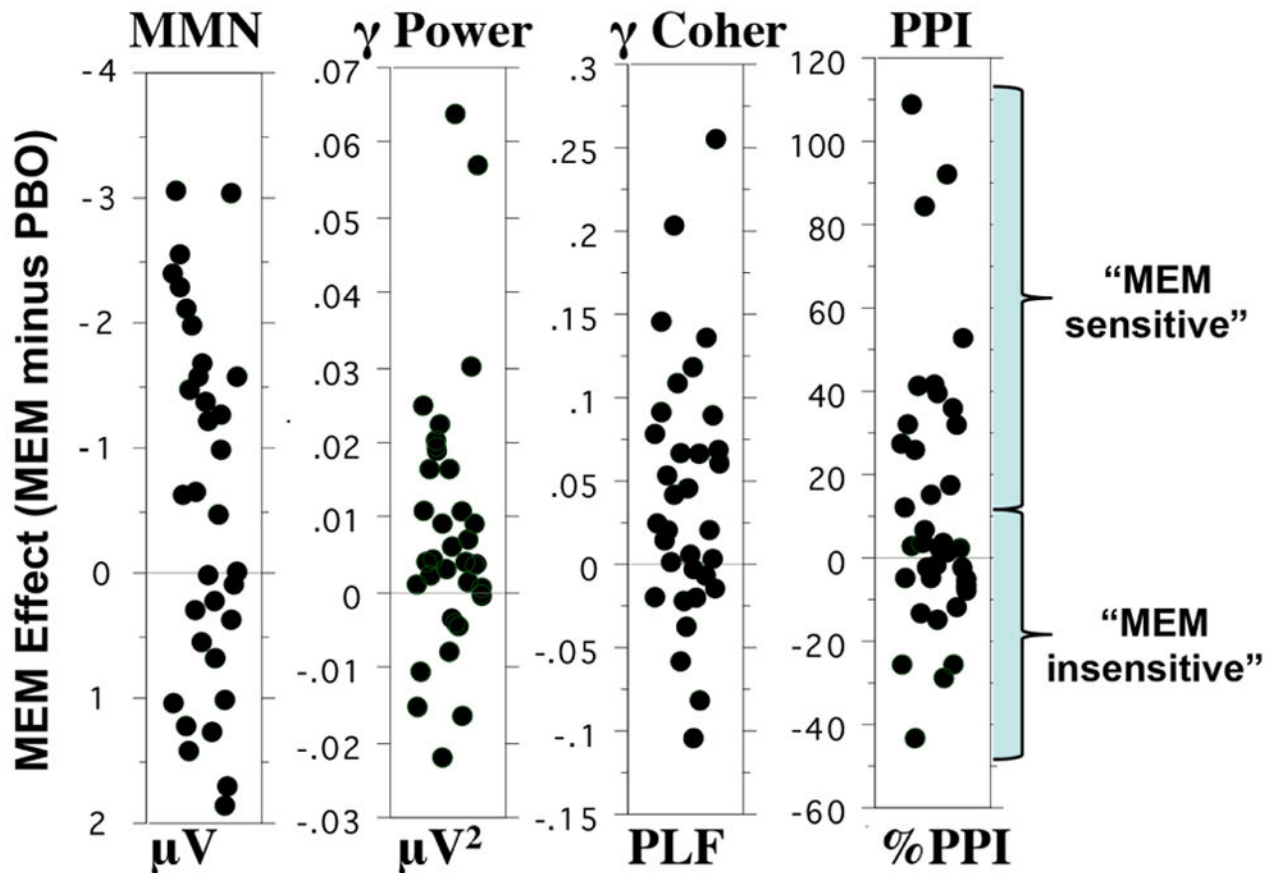 MMN
γ Power
γ Coher
PPI
MEM Effect (MEM minus PBO)
-4
-3
-2
-1
0
1
2
µV
.07
.06
.05
.04
.03
.02
.01
0
-.01
-.02
-.03
µV²
.3
.25
.2
.15
.1
.05
0
-.05
-.1
-.15
PLF
120
100
80
60
40
20
0
-20
-40
-60
%PPI
“MEM
sensitive”
“MEM
insensitive”